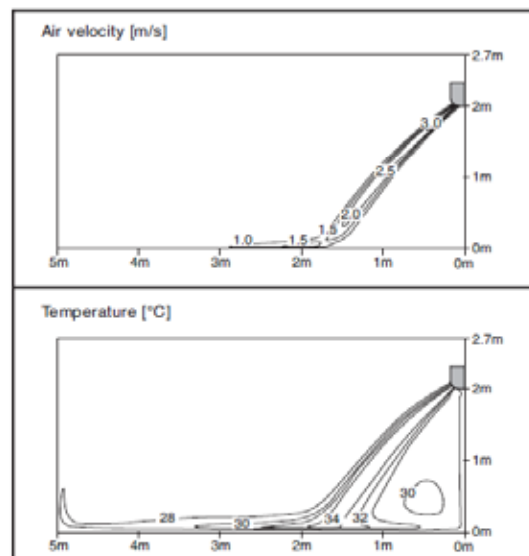 Air velocity [m/s]
2.7m
3.0
2m
2.5
1m
2.0
1.5
1.0
1.5
0m
5m 4m 3m 2m 1m 0m
Temperature [°C]
2.7m
2m
1m
30
28
30
34
32
0m
5m 4m 3m 2m 1m 0m